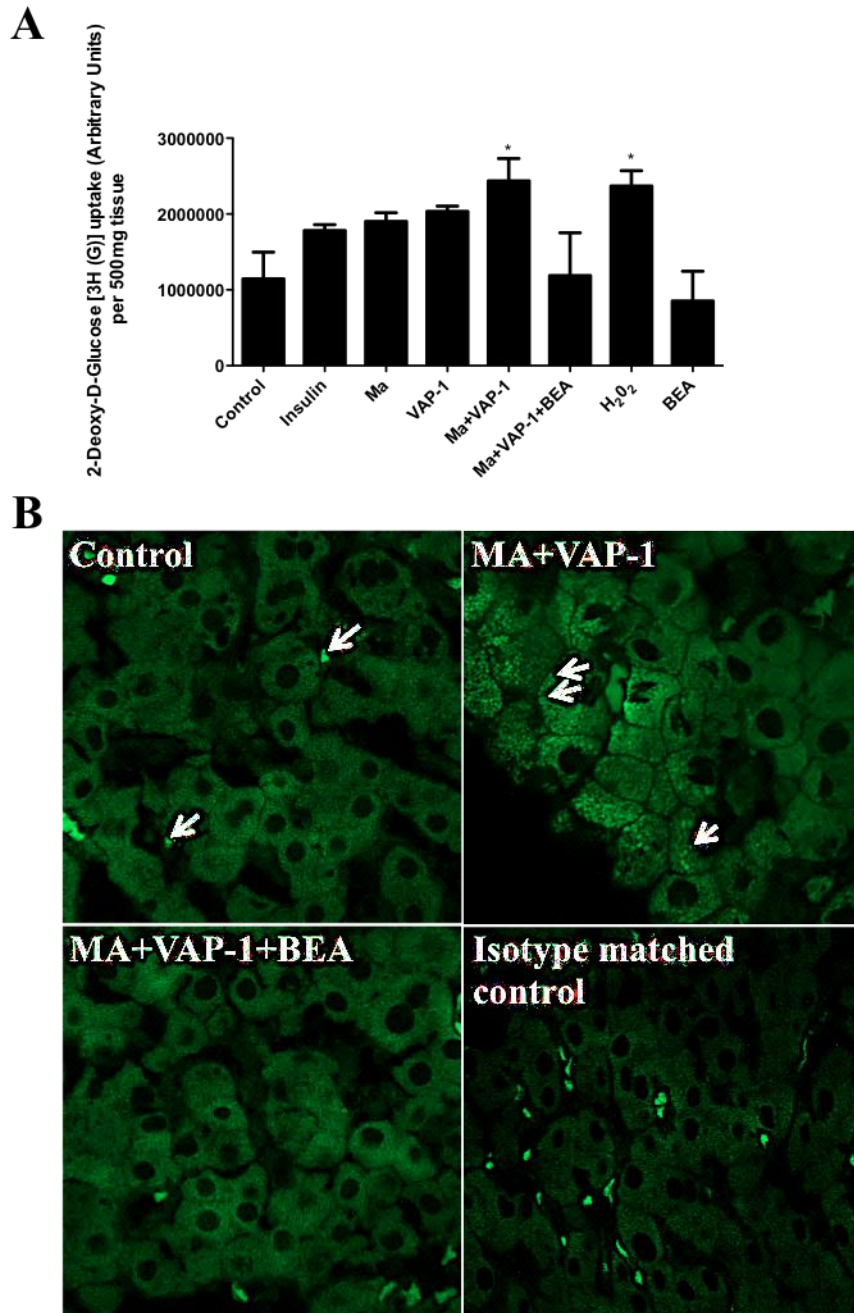 A
2-Deoxy-D-Glucose [3H (G)] uptake (Arbitrary Units)
per 500mg tissue
3000000
2000000
1000000
0
*
*
Control
Insulin
Ma
VAP-1
Ma+VAP-1
Ma+VAP-1+BEA
H₂0₂
BEA
B
Control
MA+VAP-1
MA+VAP-1+BEA
Isotype matched
control